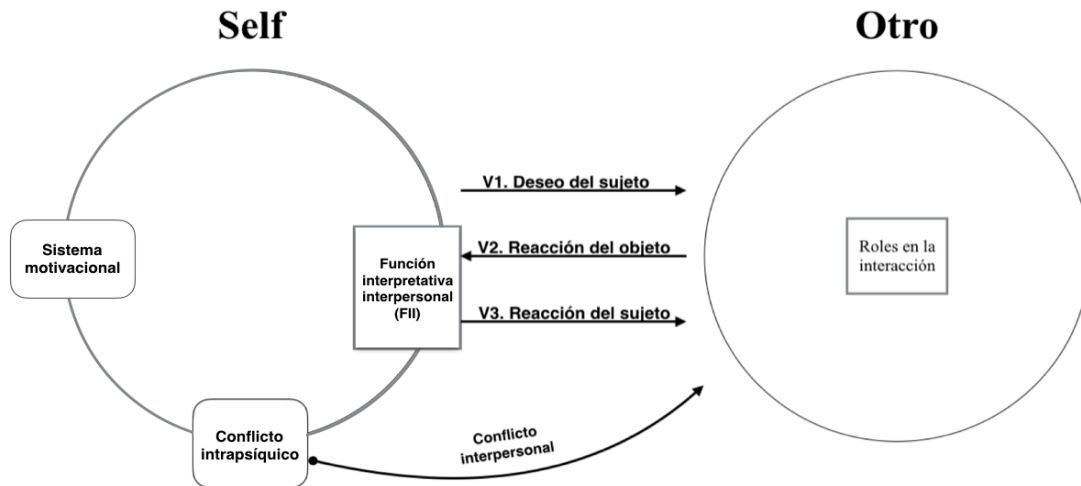 Self
Otro
V1. Deseo del sujeto
Sistema
motivacional
Función
interpretativa
interpersonal
(FII)
V2. Reacción del objeto
Roles en la
interacción
V3. Reacción del sujeto
Conflicto
intrapsíquico
Conflicto
interpersonal